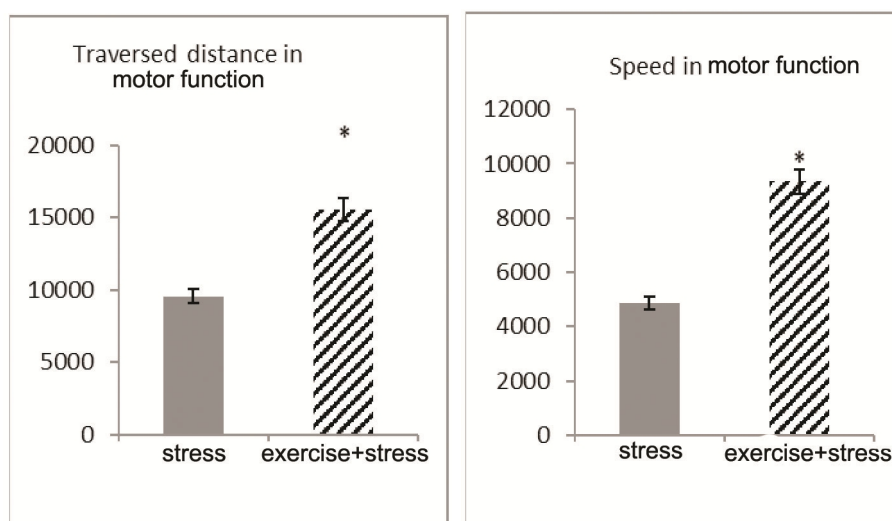 Traversed distance in
motor function
*
20000
15000
10000
5000
0
stress exercise+stress
Speed in motor function
12000
*
10000
8000
6000
4000
2000
0
stress exercise+stress